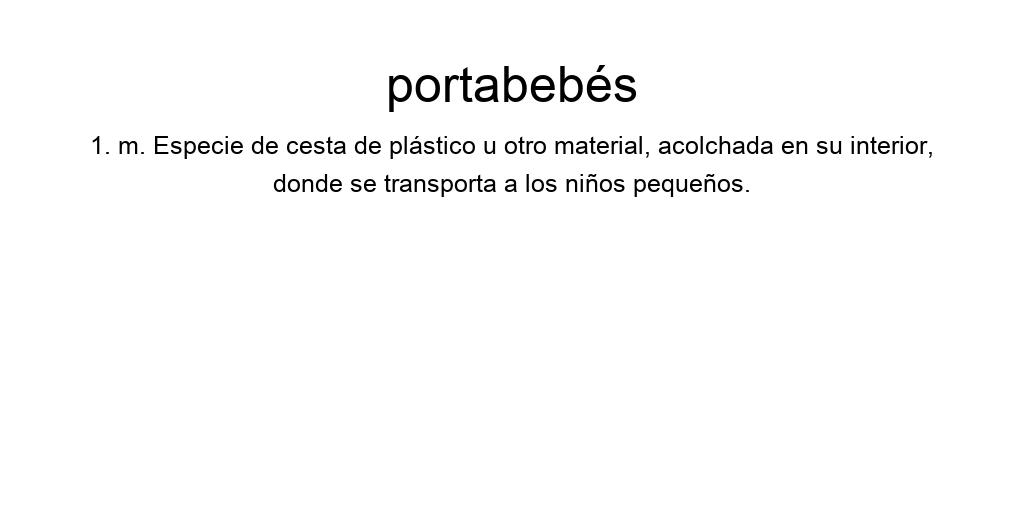 portabebés
1. m. Especie de cesta de plástico u otro material, acolchada en su interior,
donde se transporta a los niños pequeños.